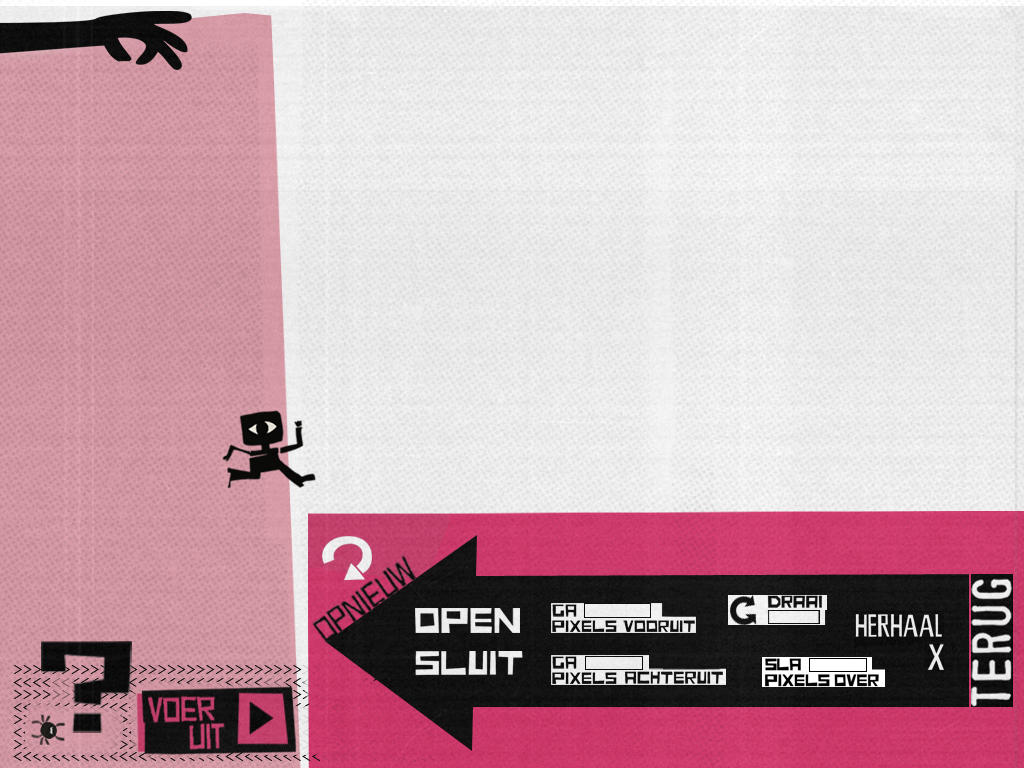 OPNIEUW
OPEN
SLUIT
GA
PIXELS VOORUIT
GA
PIXELS ACHTERUIT
DRAAI
SLA
PIXELS OVER
HERHAAL
X
TERUG
?
VOER
UIT